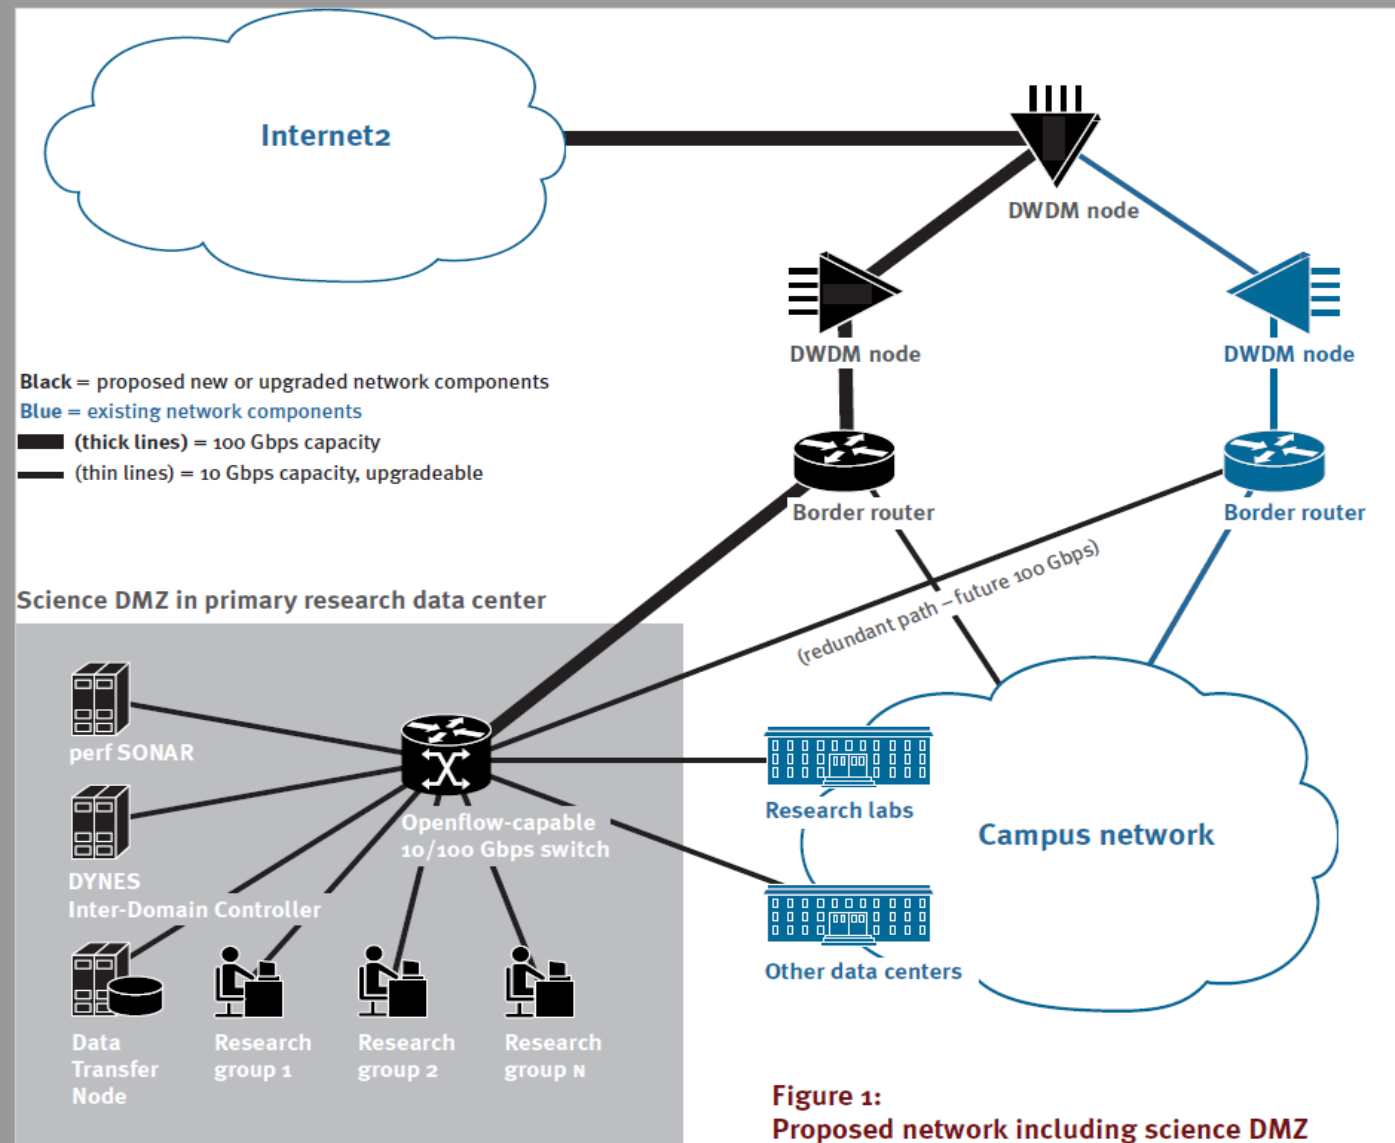 Internet2
DWDM node
DWDM node
DWDM node
Black = proposed new or upgraded network components
Blue = existing network components
(thick lines) = 100 Gbps capacity
(thin lines) = 10 Gbps capacity, upgradeable
Border router
Border router
(redundant path – future 100 Gbps)
Science DMZ in primary research data center
perf SONAR
Openflow-capable
10/100 Gbps switch
DYNES
Inter-Domain Controller
Research labs
Campus network
Other data centers
Data
Transfer
Node
Research
group 1
Research
group 2
Research
group N
Figure 1:
Proposed network including science DMZ